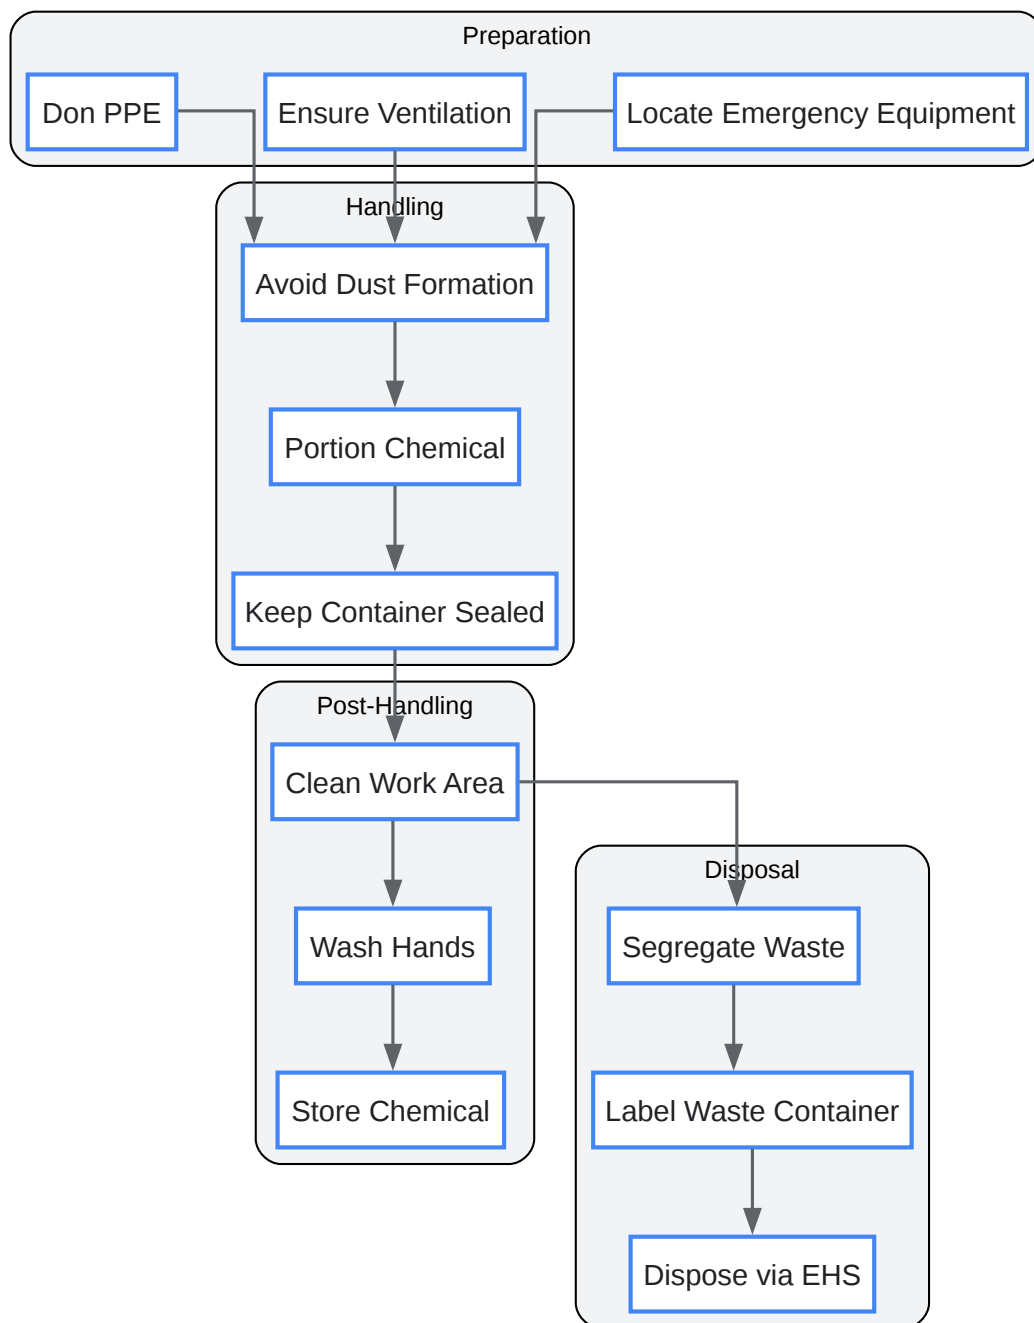 Preparation
Don PPE
Ensure Ventilation
Locate Emergency Equipment
Handling
Avoid Dust Formation
Portion Chemical
Keep Container Sealed
Post-Handling
Clean Work Area
Wash Hands
Store Chemical
Disposal
Segregate Waste
Label Waste Container
Dispose via EHS